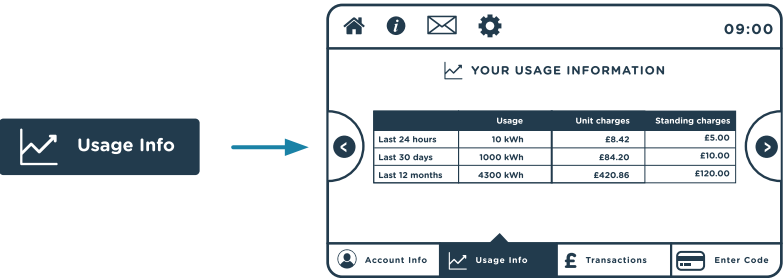 09:00
YOUR USAGE INFORMATION
Usage Info
Usage Unit charges Standing charges
Last 24 hours 10 kWh £8.42 £5.00
Last 30 days 1000 kWh £84.20 £10.00
Last 12 months 4300 kWh £420.86 £120.00
Account Info Usage Info £ Transactions Enter Code